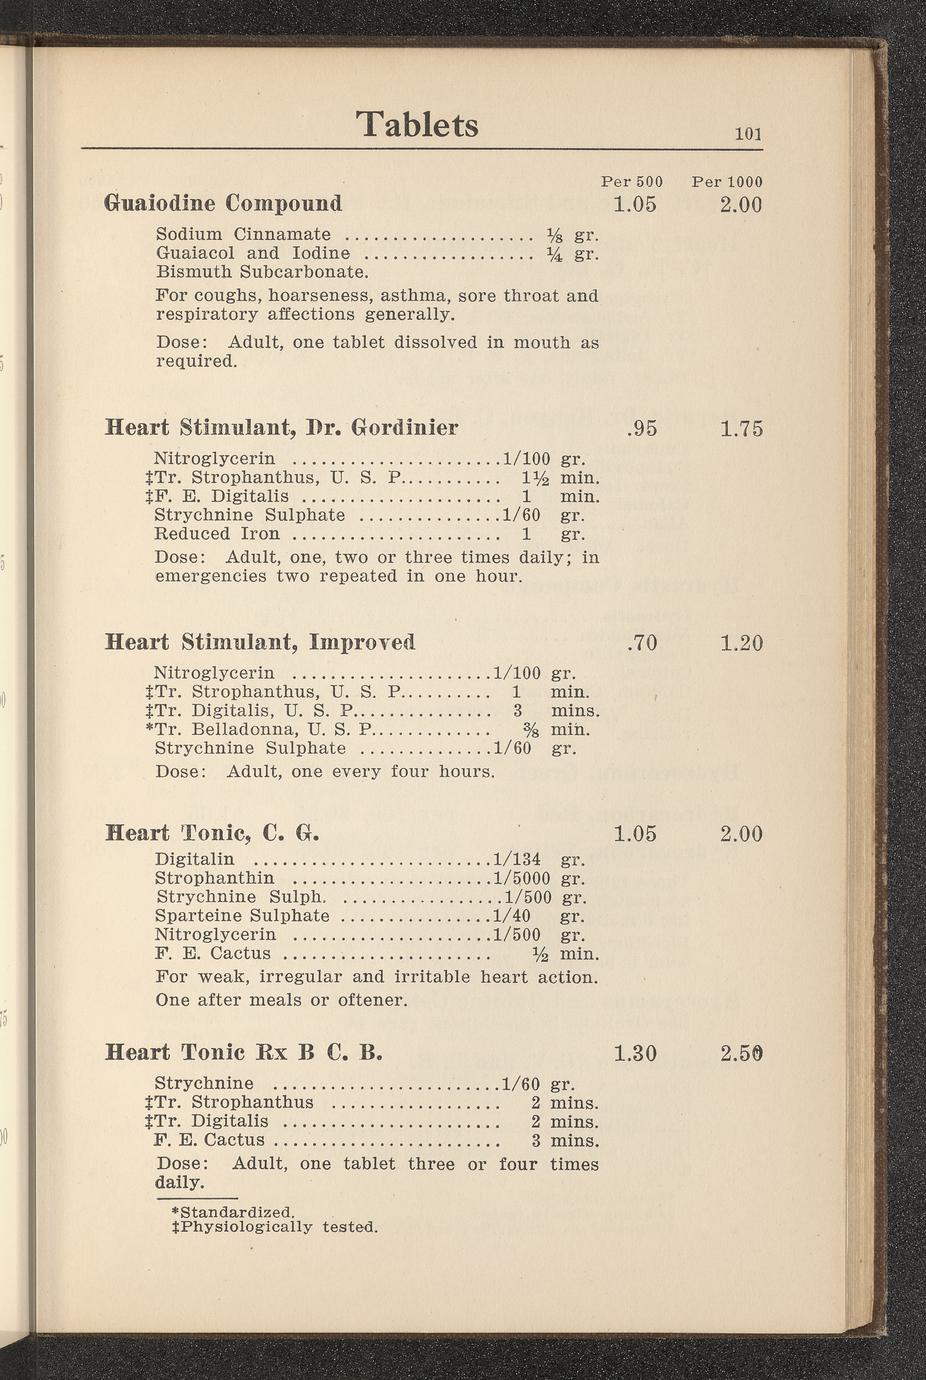 Tablets 101
Per 500 Per 1000
Guaiodine Compound 1.05 2.00
Sodium Cinnamate .................... ⅛ gr.
Guaiacol and Iodine .................. ¼ gr.
Bismuth Subcarbonate.
For coughs, hoarseness, asthma, sore throat and
respiratory affections generally.
Dose: Adult, one tablet dissolved in mouth as
required.
Heart Stimulant, Dr. Gordinier .95 1.75
Nitroglycerin ......................1/100 gr.
‡Tr. Strophanthus, U. S. P.......... 1½ min.
‡F. E. Digitalis ..................... 1 min.
Strychnine Sulphate ...............1/60 gr.
Reduced Iron ...................... 1 gr.
Dose: Adult, one, two or three times daily; in
emergencies two repeated in one hour.
Heart Stimulant, Improved .70 1.20
Nitroglycerin .....................1/100 gr.
‡Tr. Strophanthus, U. S. P......... 1 min.
‡Tr. Digitalis, U. S. P.............. 3 mins.
*Tr. Belladonna, U. S. P............ ⅜ min.
Strychnine Sulphate ..............1/60 gr.
Dose: Adult, one every four hours.
Heart Tonic, C. G. 1.05 2.00
Digitalin .........................1/134 gr.
Strophanthin .....................1/5000 gr.
Strychnine Sulph. .................1/500 gr.
Sparteine Sulphate ................1/40 gr.
Nitroglycerin .....................1/500 gr.
F. E. Cactus ...................... ½ min.
For weak, irregular and irritable heart action.
One after meals or oftener.
Heart Tonic Rx B C. B. 1.30 2.50
Strychnine ........................1/60 gr.
‡Tr. Strophanthus .................. 2 mins.
‡Tr. Digitalis ....................... 2 mins.
F. E. Cactus ........................ 3 mins.
Dose: Adult, one tablet three or four times
daily.
*Standardized.
‡Physiologically tested.